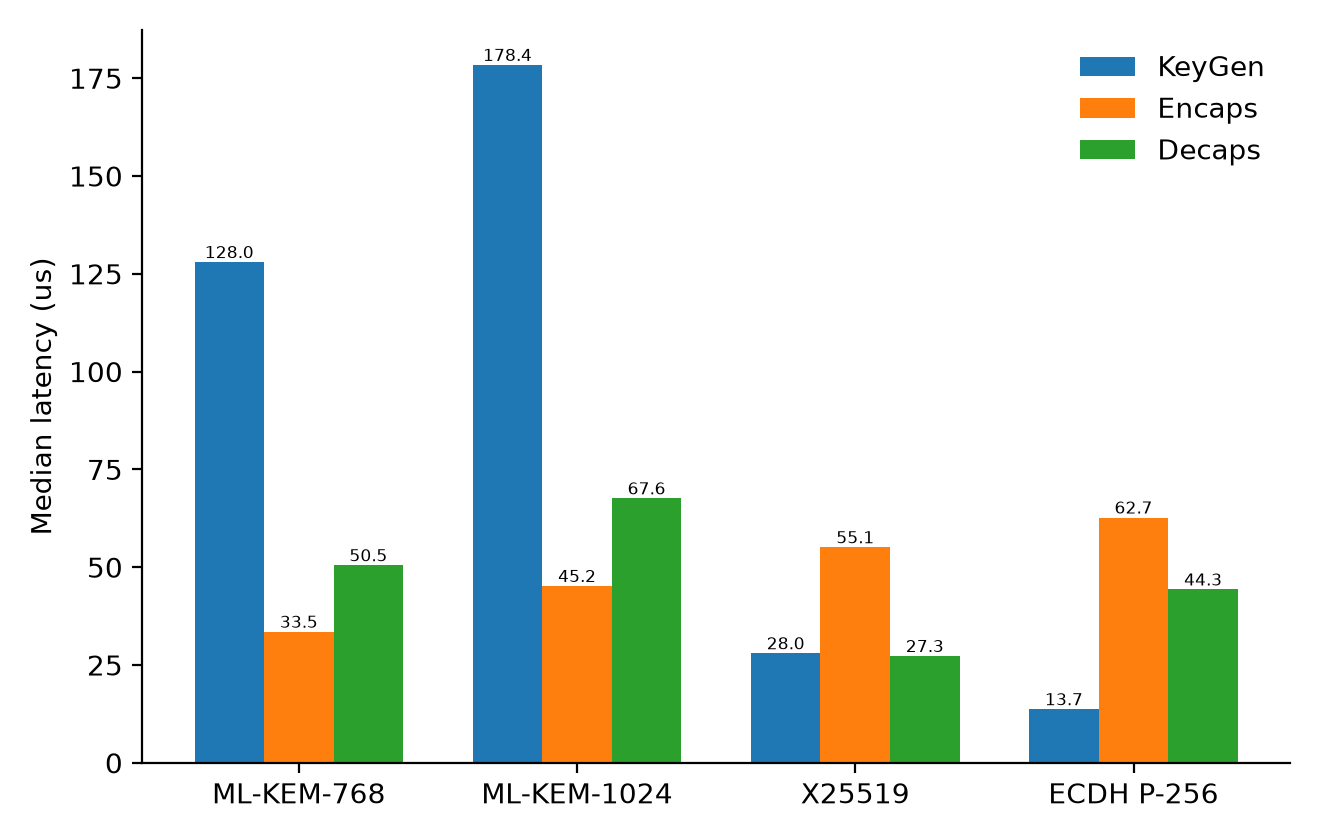 Median latency (us)
175
150
125
100
75
50
25
0
128.0
33.5
50.5
178.4
45.2
67.6
28.0
55.1
27.3
13.7
62.7
44.3
KeyGen
Encaps
Decaps
ML-KEM-768
ML-KEM-1024
X25519
ECDH P-256